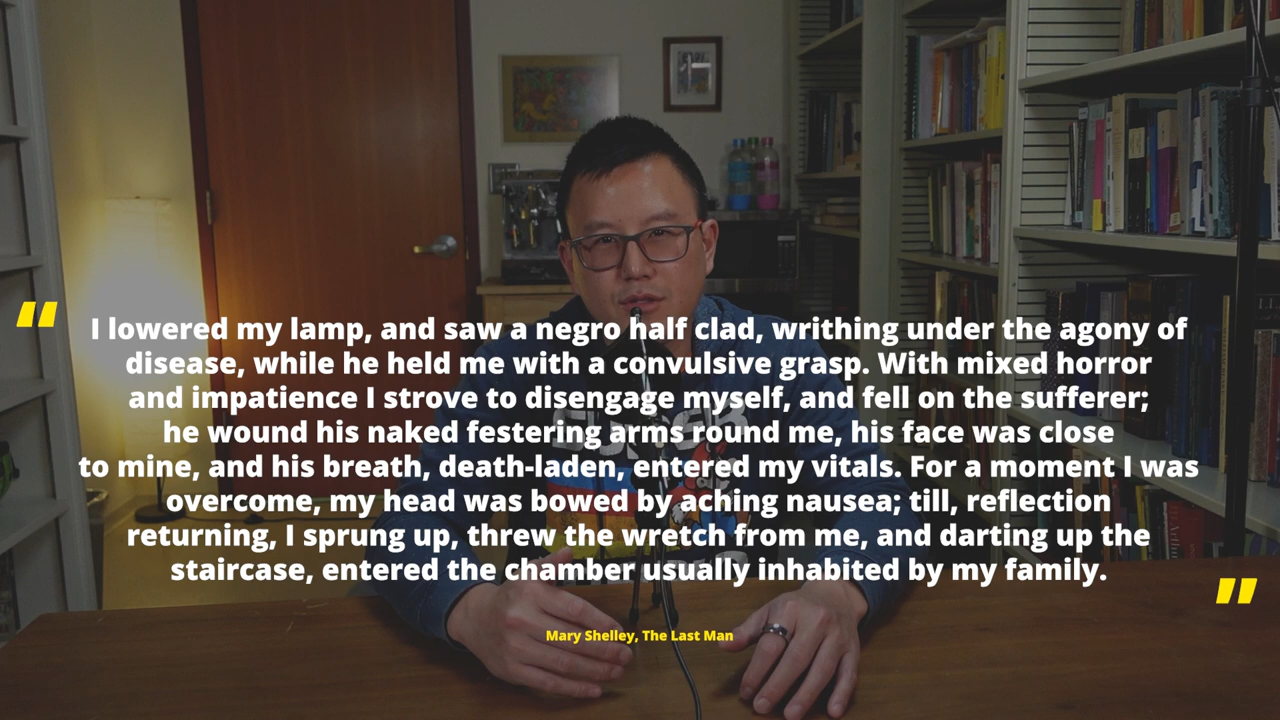 "
I lowered my lamp, and saw a negro half clad, writhing under the agony of
disease, while he held me with a convulsive grasp. With mixed horror
and impatience I strove to disengage myself, and fell on the sufferer;
he wound his naked festering arms round me, his face was close
to mine, and his breath, death-laden, entered my vitals. For a moment I was
overcome, my head was bowed by aching nausea; till, reflection
returning, I sprung up, threw the wretch from me, and darting up the
staircase, entered the chamber usually inhabited by my family.
"
Mary Shelley, The Last Man